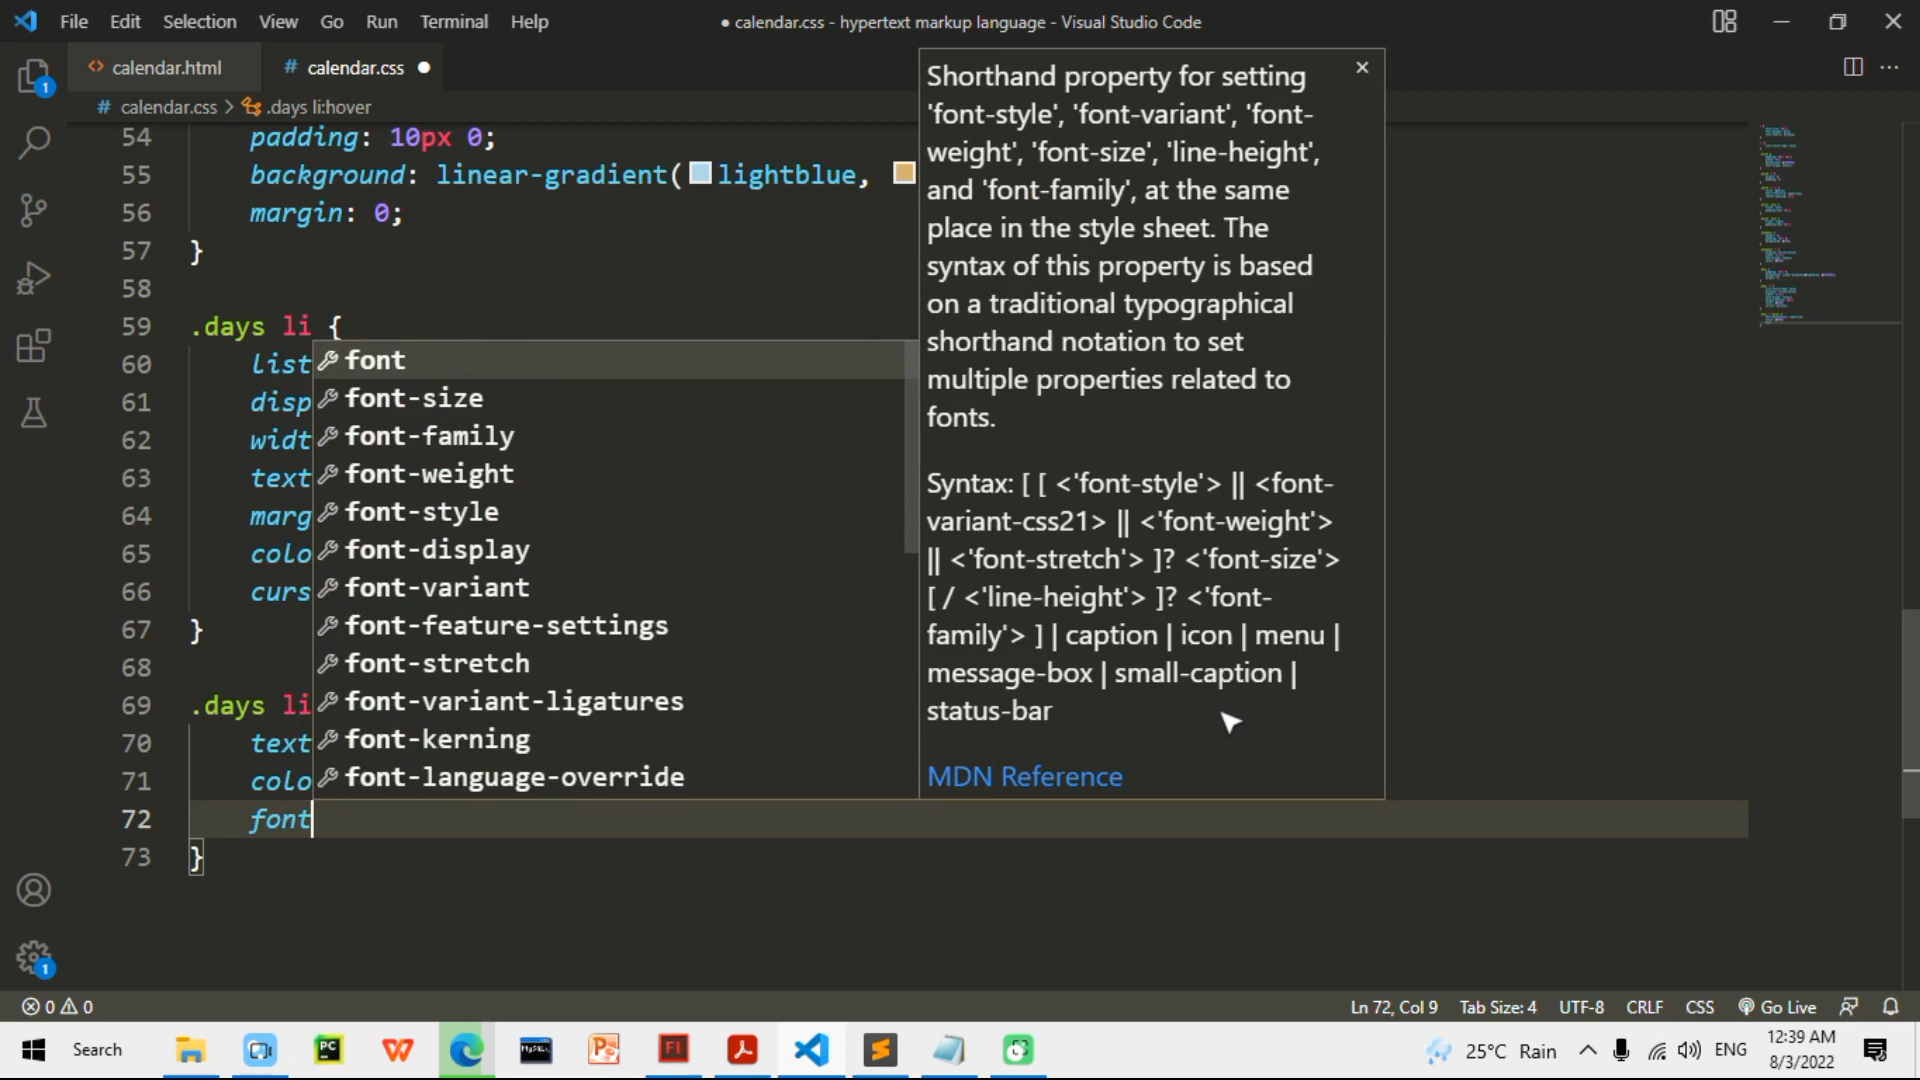 File Edit Selection View Go Run Terminal Help
● calendar.css - hypertext markup language - Visual Studio Code
<> calendar.html
# calendar.css ●
# calendar.css > .days li:hover
1
54 padding: 10px 0;
55 background: linear-gradient(lightblue,
56 margin: 0;
57 }
58
59 .days li {
60 list
61 disp
62 widt
63 text
64 marg
65 colo
66 curs
67 }
68
69 .days li
70 text
71 colo
72 font
73 }
font
font-size
font-family
font-weight
font-style
font-display
font-variant
font-feature-settings
font-stretch
font-variant-ligatures
font-kerning
font-language-override
Shorthand property for setting
'font-style', 'font-variant', 'font-
weight', 'font-size', 'line-height',
and 'font-family', at the same
place in the style sheet. The
syntax of this property is based
on a traditional typographical
shorthand notation to set
multiple properties related to
fonts.
Syntax: [ [ <'font-style'> || <font-
variant-css21> || <'font-weight'>
|| <'font-stretch'> ]? <'font-size'>
[ / <'line-height'> ]? <'font-
family'> ] | caption | icon | menu |
message-box | small-caption |
status-bar
MDN Reference
1
0 0
Ln 72, Col 9 Tab Size: 4 UTF-8 CRLF CSS Go Live
Search
PC
MySQL
P
Fl
25°C Rain ENG
12:39 AM
8/3/2022